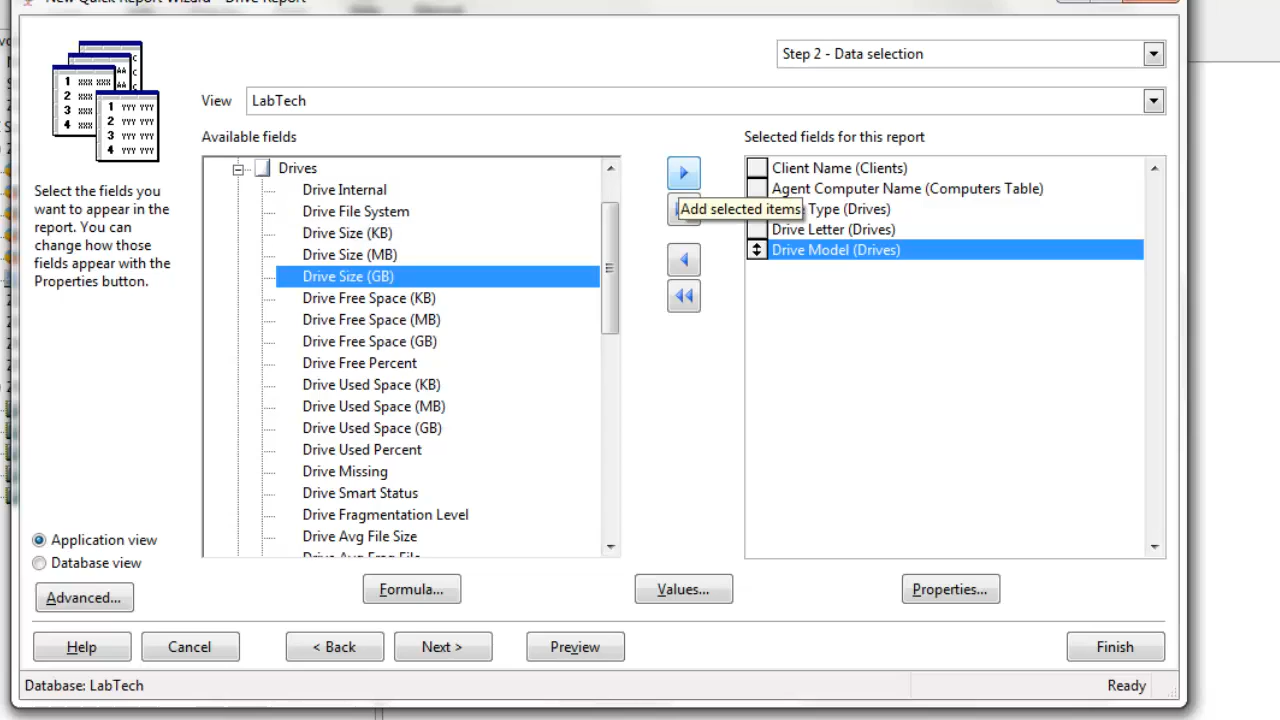 New Quick Report Wizard - Drive Report
Step 2 - Data selection
View
LabTech
Available fields
Selected fields for this report
Select the fields you
want to appear in the
report. You can
change how those
fields appear with the
Properties button.
Drives
Drive Internal
Drive File System
Drive Size (KB)
Drive Size (MB)
Drive Size (GB)
Drive Free Space (KB)
Drive Free Space (MB)
Drive Free Space (GB)
Drive Free Percent
Drive Used Space (KB)
Drive Used Space (MB)
Drive Used Space (GB)
Drive Used Percent
Drive Missing
Drive Smart Status
Drive Fragmentation Level
Drive Avg File Size
Add selected items
Client Name (Clients)
Agent Computer Name (Computers Table)
Type (Drives)
Drive Letter (Drives)
Drive Model (Drives)
Application view
Database view
Advanced...
Formula...
Values...
Properties...
Help
Cancel
< Back
Next >
Preview
Finish
Database: LabTech
Ready